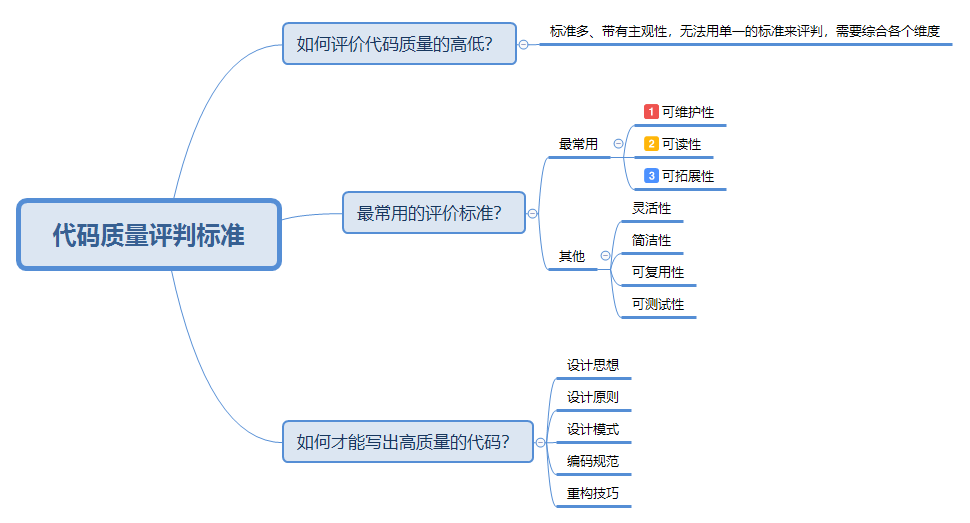 代码质量评判标准
如何评价代码质量的高低？
标准多、带有主观性，无法用单一的标准来评判，需要综合各个维度
最常用的评价标准？
最常用
1 可维护性
2 可读性
3 可拓展性
其他
灵活性
简洁性
可复用性
可测试性
如何才能写出高质量的代码？
设计思想
设计原则
设计模式
编码规范
重构技巧